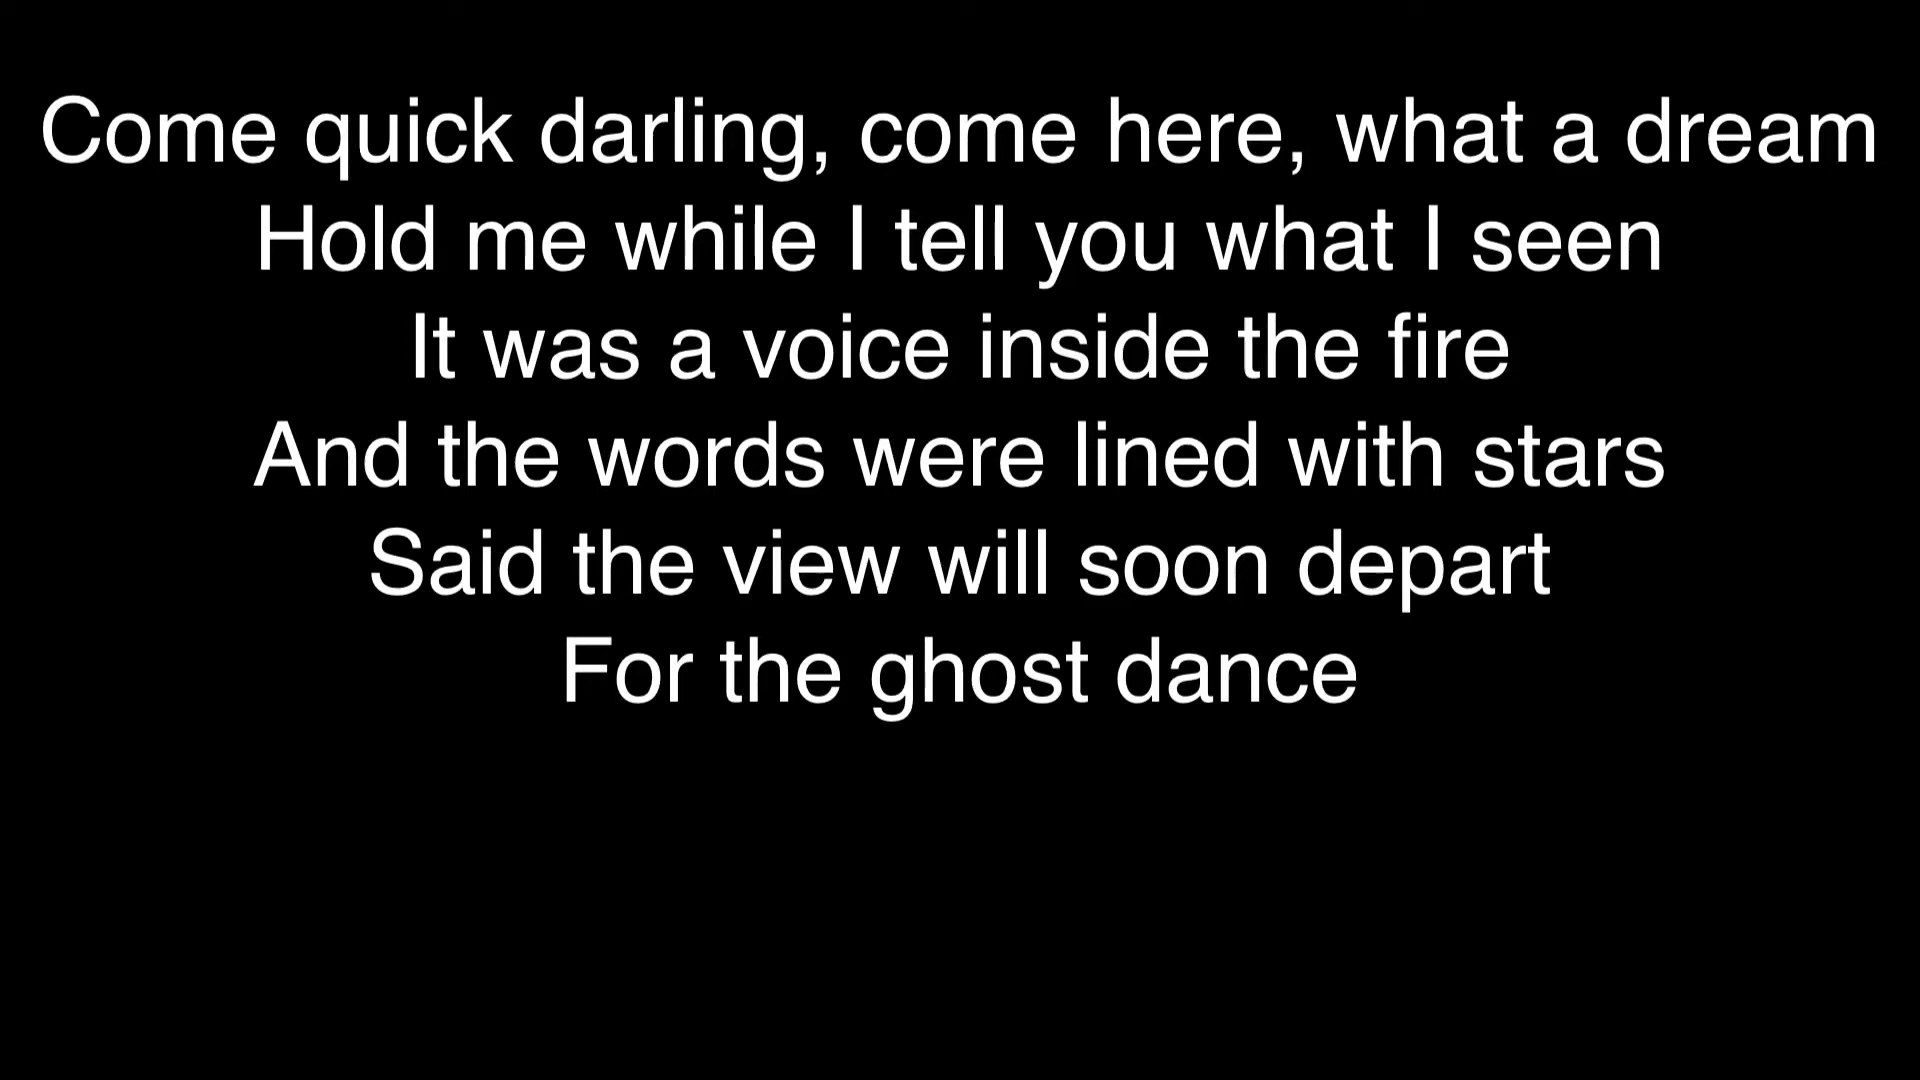 Come quick darling, come here, what a dream
Hold me while I tell you what I seen
It was a voice inside the fire
And the words were lined with stars
Said the view will soon depart
For the ghost dance